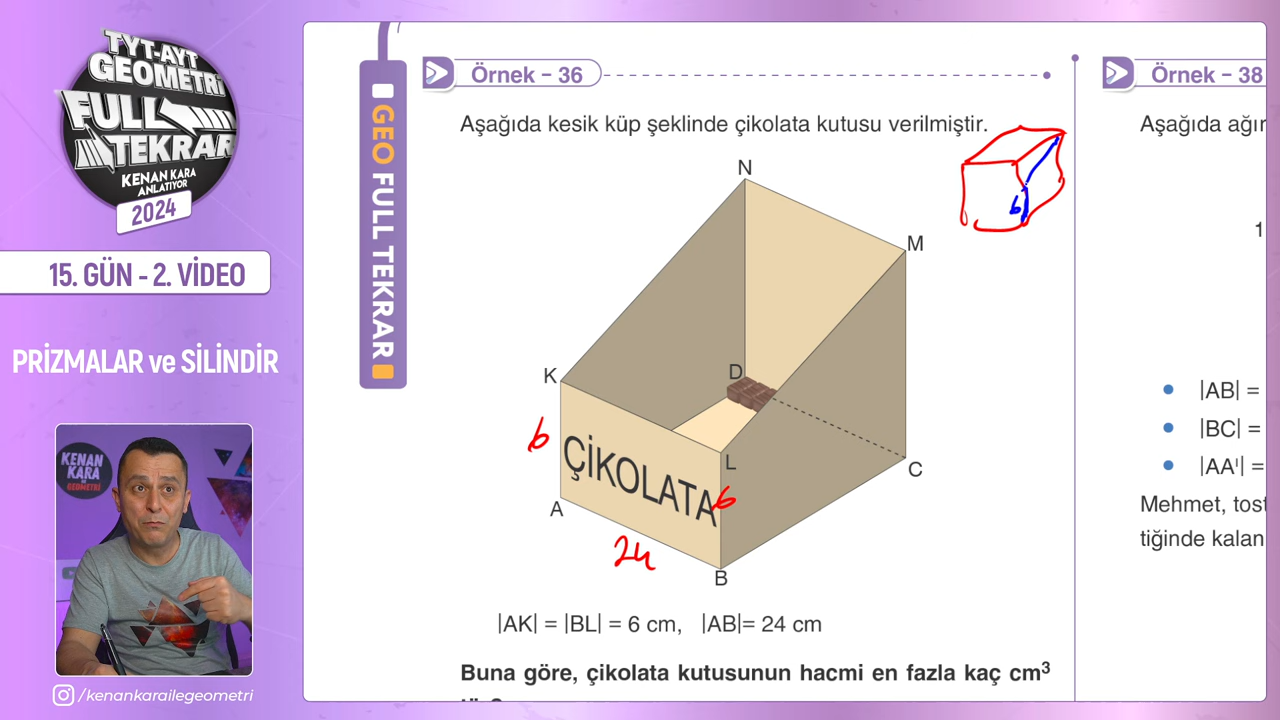 TYT-AYT
GEOMETRİ
FULL
TEKRAR
KENAN KARA
ANLATIYOR
2024
15. GÜN - 2. VİDEO
PRİZMALAR ve SİLİNDİR
KENAN
KARA
GEOMETRİ
/kenankarailegeometri
GEO FULL TEKRAR
Örnek – 36
Aşağıda kesik küp şeklinde çikolata kutusu verilmiştir.
6
N
M
K
D
L
C
A
B
6
ÇİKOLATA
6
24
|AK| = |BL| = 6 cm, |AB|= 24 cm
Buna göre, çikolata kutusunun hacmi en fazla kaç cm³
Örnek – 38
Aşağıda ağır
1
|AB| =
|BC| =
|AA'| =
Mehmet, tost
tiğinde kalan